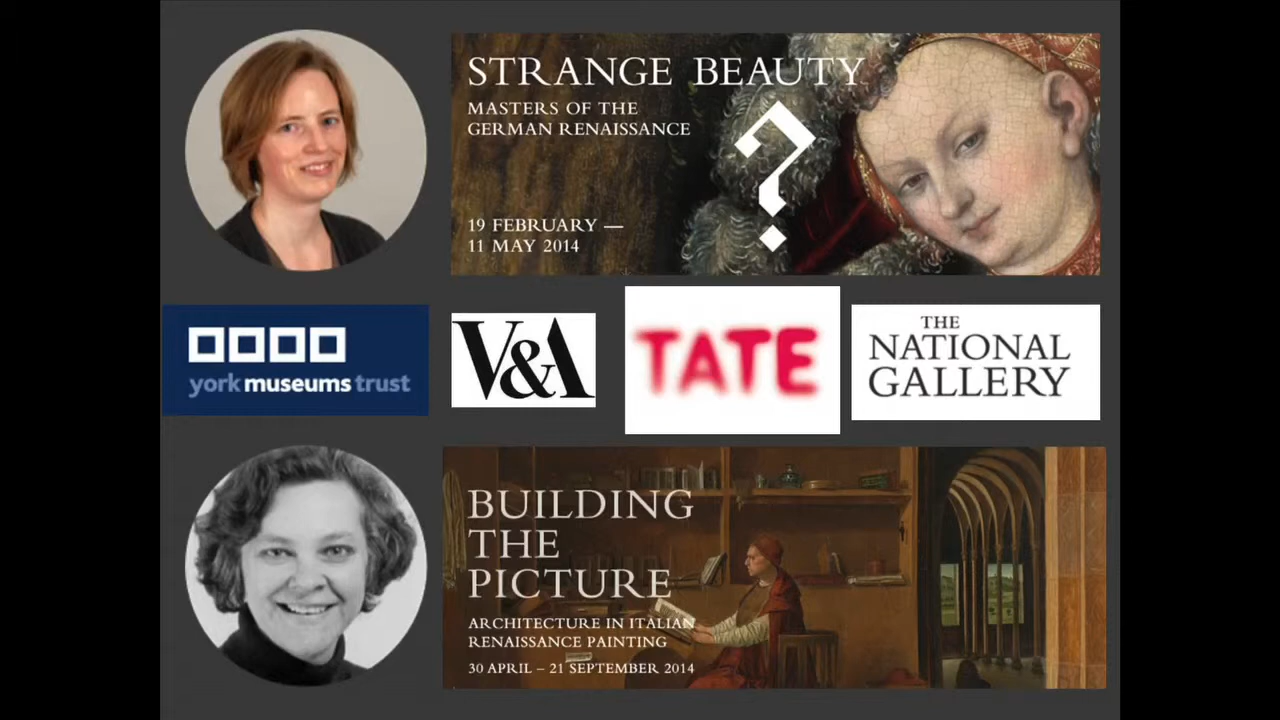 STRANGE BEAUTY
MASTERS OF THE
GERMAN RENAISSANCE
?
19 FEBRUARY —
11 MAY 2014
york museums trust
V&A
TATE
THE
NATIONAL
GALLERY
BUILDING
THE
PICTURE
ARCHITECTURE IN ITALIAN
RENAISSANCE PAINTING
30 APRIL – 21 SEPTEMBER 2014